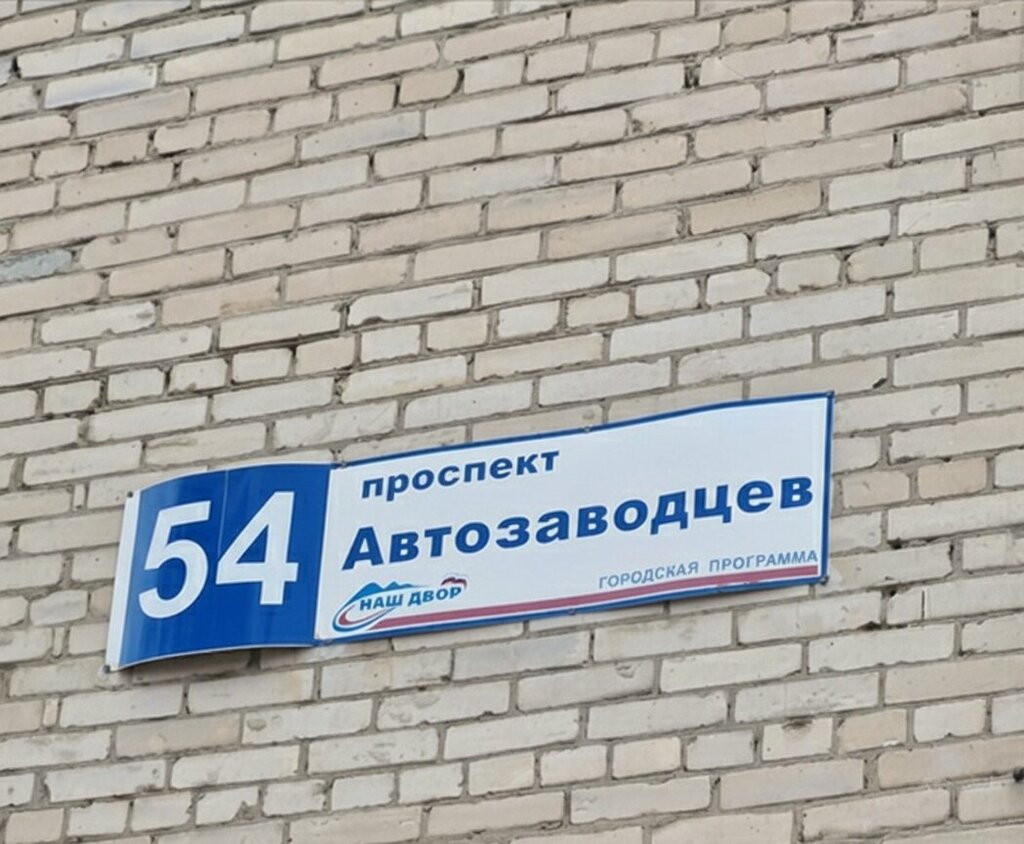 54
проспект
Автозаводцев
НАШ ДВОР
ГОРОДСКАЯ ПРОГРАММА